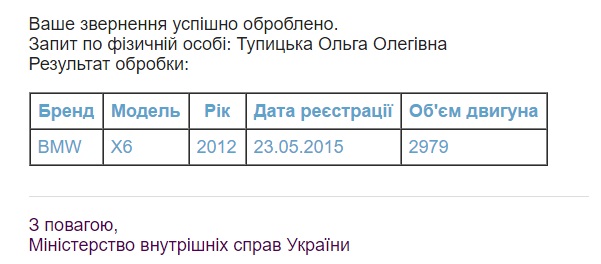 Ваше звернення успішно оброблено.
Запит по фізичній особі: Тупицька Ольга Олегівна
Результат обробки:
Бренд Модель Рік Дата реєстрації Об'єм двигуна
BMW X6 2012 23.05.2015 2979
З повагою,
Міністерство внутрішніх справ України